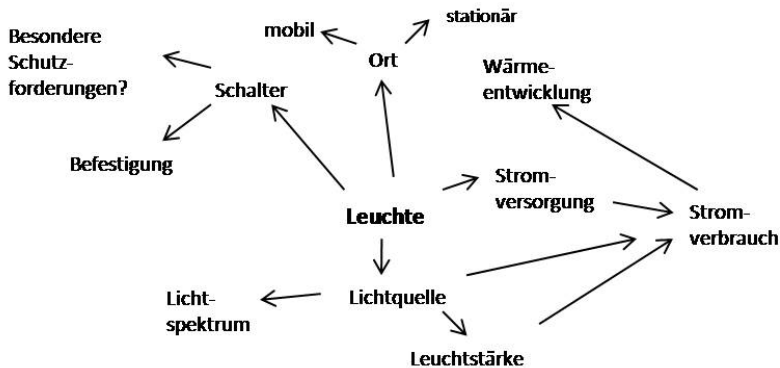 stationär
mobil
Besondere
Schutz-
forderungen?
Ort
Wärme-
entwicklung
Schalter
Befestigung
Strom-
versorgung
Leuchte
Strom-
verbrauch
Licht-
spektrum
Lichtquelle
Leuchtstärke